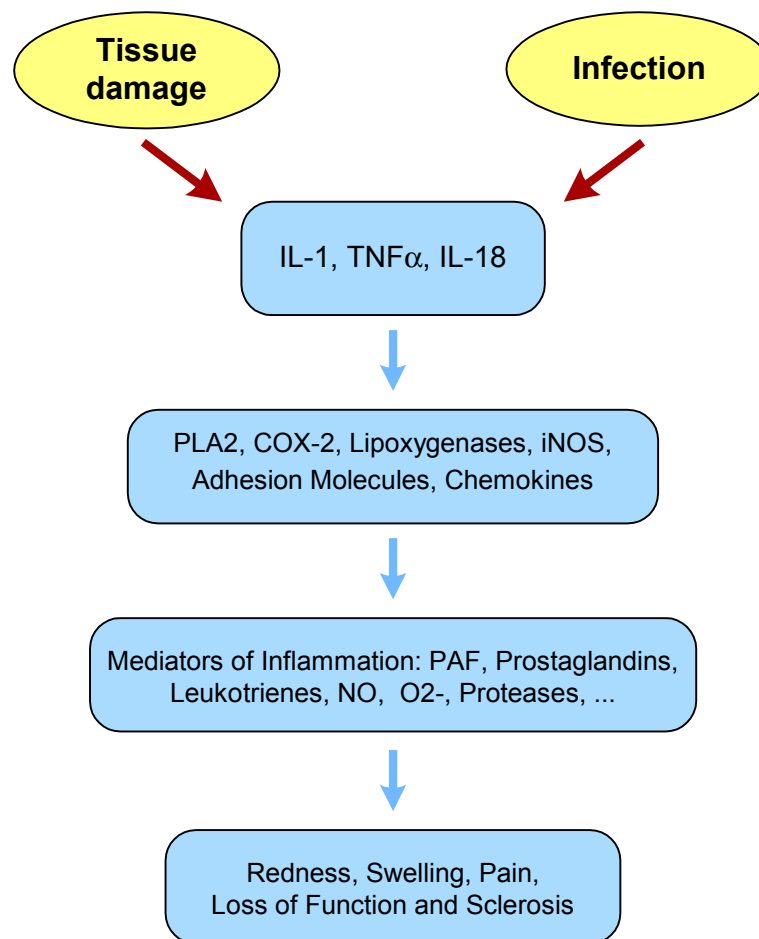 Tissue
damage
Infection
IL-1, TNFα, IL-18
PLA2, COX-2, Lipoxygenases, iNOS,
Adhesion Molecules, Chemokines
Mediators of Inflammation: PAF, Prostaglandins,
Leukotrienes, NO, O2-, Proteases, ...
Redness, Swelling, Pain,
Loss of Function and Sclerosis